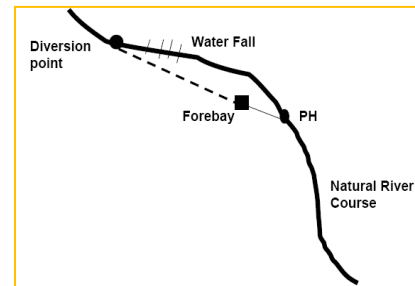 Water Fall
Diversion
point
Forebay
PH
Natural River
Course